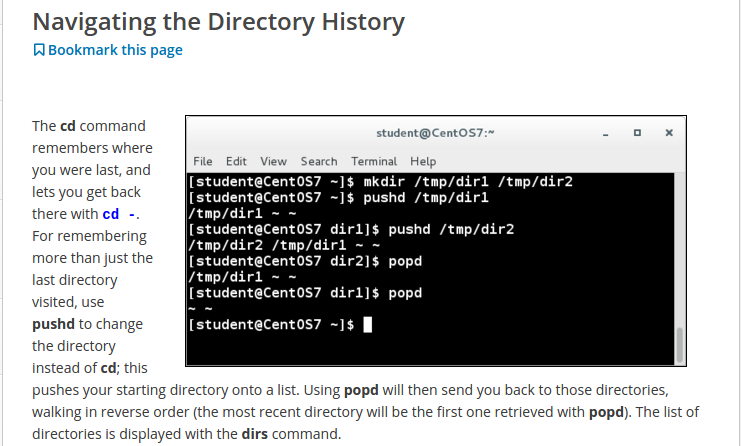 Navigating the Directory History
Bookmark this page
The cd command
remembers where
you were last, and
lets you get back
there with cd -.
For remembering
more than just the
last directory
visited, use
pushd to change
the directory
instead of cd; this
student@CentOS7:~
File Edit View Search Terminal Help
[student@CentOS7 ~]$ mkdir /tmp/dir1 /tmp/dir2
[student@CentOS7 ~]$ pushd /tmp/dir1
/tmp/dir1 ~ ~
[student@CentOS7 dir1]$ pushd /tmp/dir2
/tmp/dir2 /tmp/dir1 ~ ~
[student@CentOS7 dir2]$ popd
/tmp/dir1 ~ ~
[student@CentOS7 dir1]$ popd
~ ~
[student@CentOS7 ~]$
pushes your starting directory onto a list. Using popd will then send you back to those directories,
walking in reverse order (the most recent directory will be the first one retrieved with popd). The list of
directories is displayed with the dirs command.